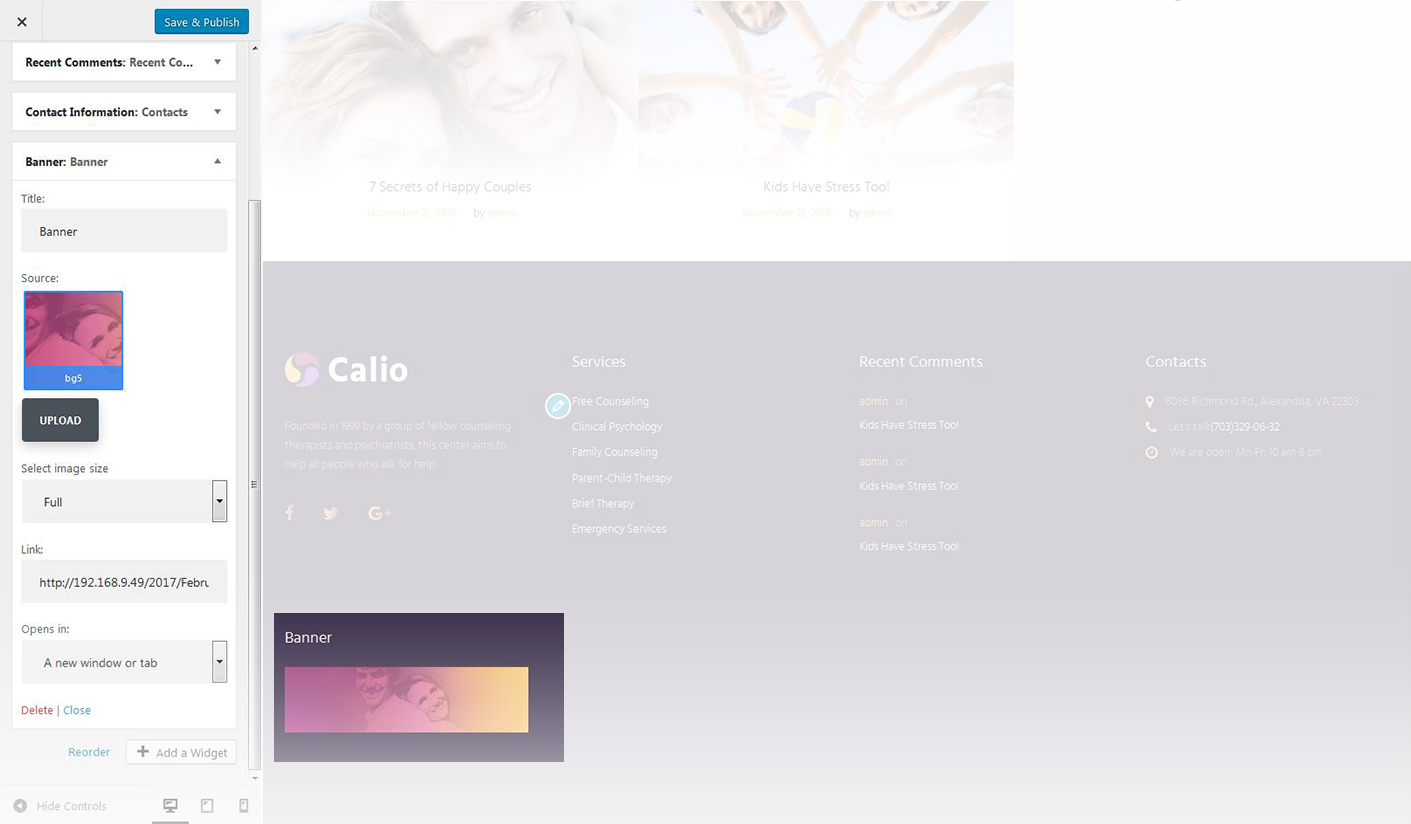 Save & Publish
Recent Comments: Recent Co...
Contact Information: Contacts
Banner: Banner
Title:
Banner
Source:
bg5
UPLOAD
Select image size
Full
Link:
http://192.168.9.49/2017/Febru
Opens in:
A new window or tab
Delete | Close
Reorder
Add a Widget
Hide Controls
7 Secrets of Happy Couples
November 21, 2016 by admin
Kids Have Stress Too!
November 21, 2016 by admin
Calio
Founded in 1999 by a group of fellow counseling
therapists and psychiatrists, this center aims to
help all people who ask for help.
Services
Free Counseling
Clinical Psychology
Family Counseling
Parent-Child Therapy
Brief Therapy
Emergency Services
Recent Comments
admin on
Kids Have Stress Too!
admin on
Kids Have Stress Too!
admin on
Kids Have Stress Too!
Contacts
6036 Richmond Rd., Alexandria, VA 22303
Let's talk(703)329-06-32
We are open: Mn-Fr: 10 am-8 pm
Banner